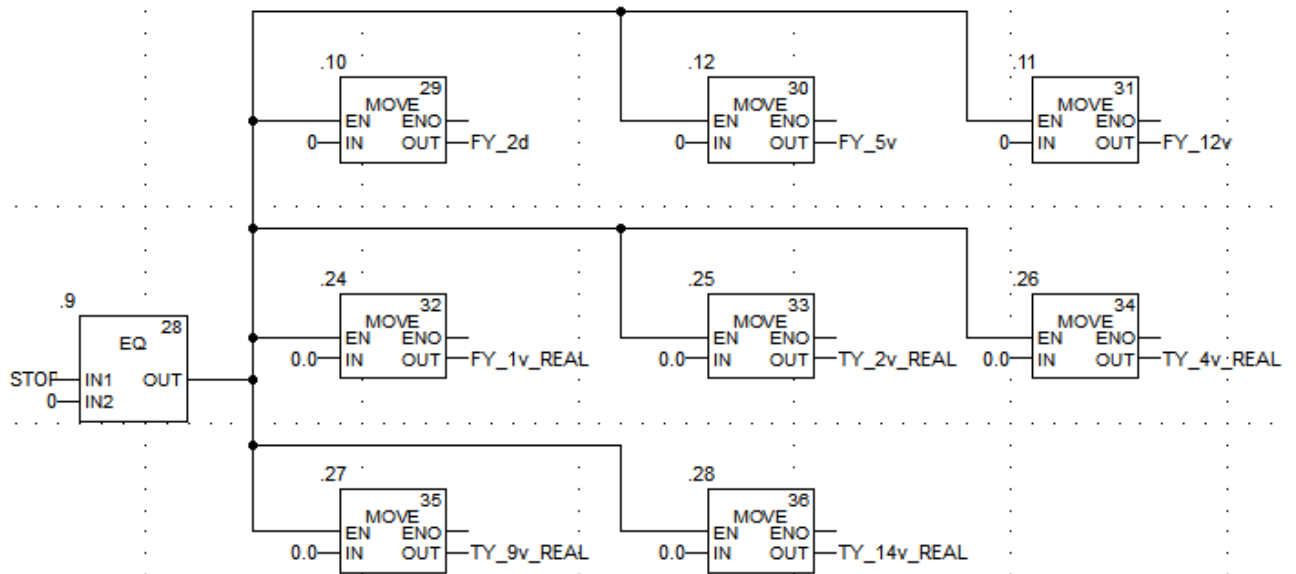 .10 .12 .11
29 30 31
MOVE MOVE MOVE
EN ENO EN ENO EN ENO
0 IN OUT FY_2d 0 IN OUT FY_5v 0 IN OUT FY_12v
.24 .25 .26
.9
32 33 34
28
MOVE MOVE MOVE
EQ
EN ENO EN ENO EN ENO
0.0 IN OUT FY_1v_REAL 0.0 IN OUT TY_2v_REAL 0.0 IN OUT TY_4v_REAL
STOP IN1 OUT
0 IN2
.27 .28
35 36
MOVE MOVE
EN ENO EN ENO
0.0 IN OUT TY_9v_REAL 0.0 IN OUT TY_14v_REAL